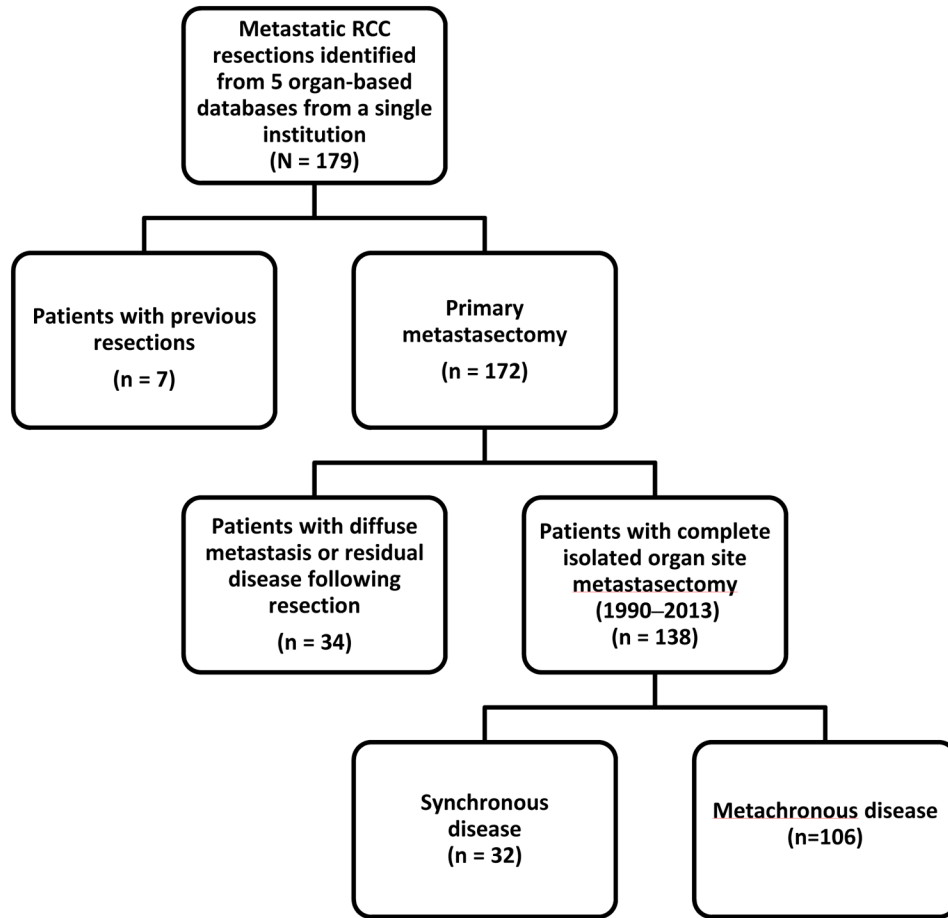 Metastatic RCC
resections identified
from 5 organ-based
databases from a single
institution
(N = 179)
Patients with previous
resections
(n = 7)
Primary
metastasectomy
(n = 172)
Patients with diffuse
metastasis or residual
disease following
resection
(n = 34)
Patients with complete
isolated organ site
metastasectomy
(1990–2013)
(n = 138)
Synchronous
disease
(n = 32)
Metachronous disease
(n=106)